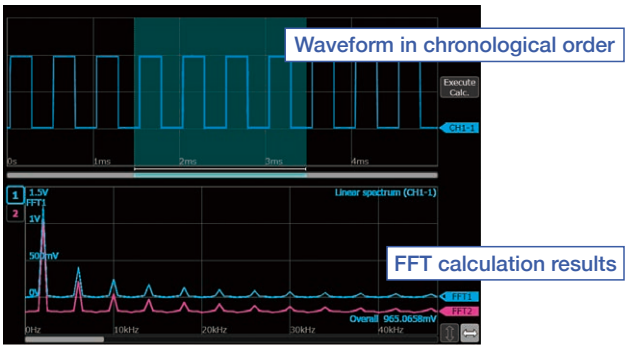 Waveform in chronological order
Execute
Calc.
CH1-1
0s
1ms
2ms
3ms
4ms
1
2
1.5V
FFT1
Linear spectrum (CH1-1)
1V
500mV
FFT calculation results
0V
FFT1
FFT2
Overall 965.0658mV
0Hz
10kHz
20kHz
30kHz
40kHz